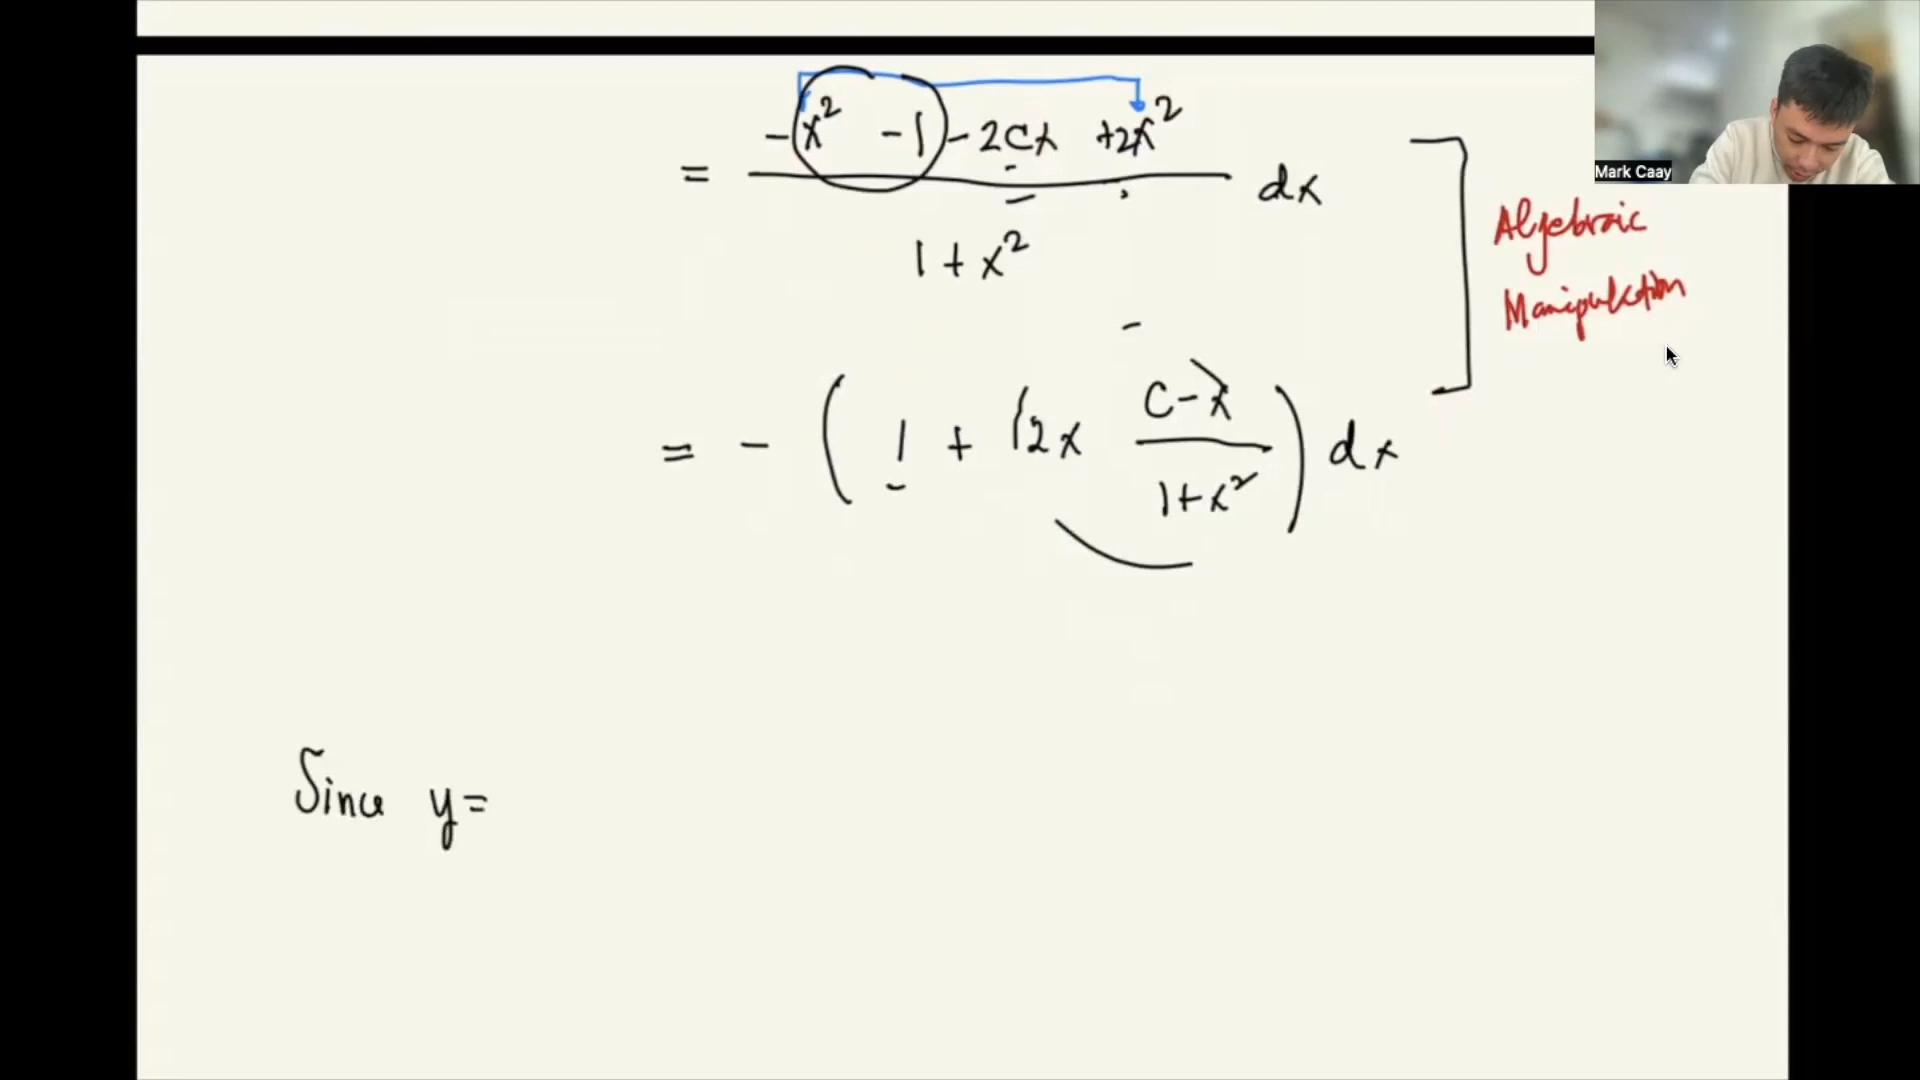 -x² -1 -2cx +2x²
= ———————— dx
1+x²
Mark Caay
Algebraic
Manipulation
= - ( 1 + (2x (c-x)/(1+x²) ) dx
Since y=